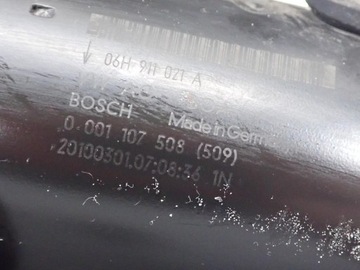 06H 911 021 A
BOSCH Made in Germ
0 001 107 508 (509)
20100301.07:08:36 1N